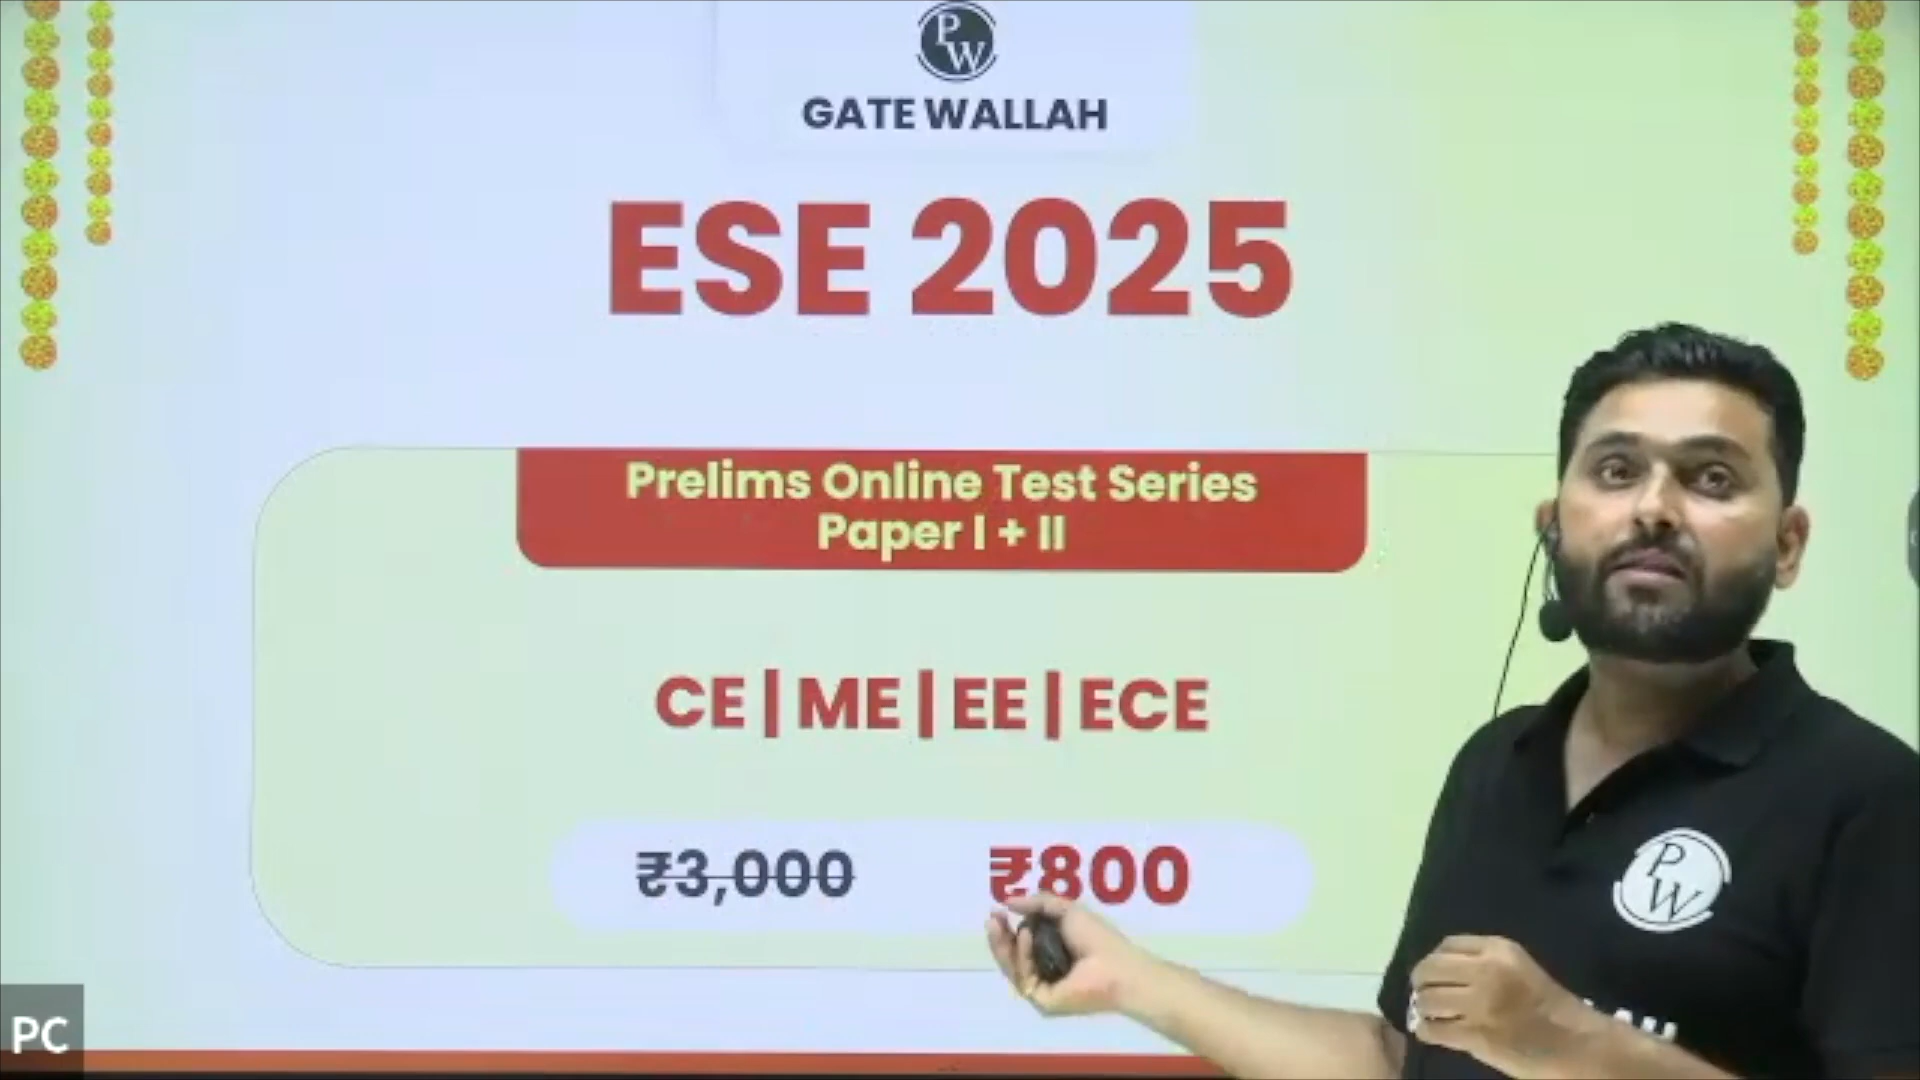 PW
GATE WALLAH
ESE 2025
Prelims Online Test Series
Paper I + II
CE | ME | EE | ECE
₹3,000 ₹800
PW
PC